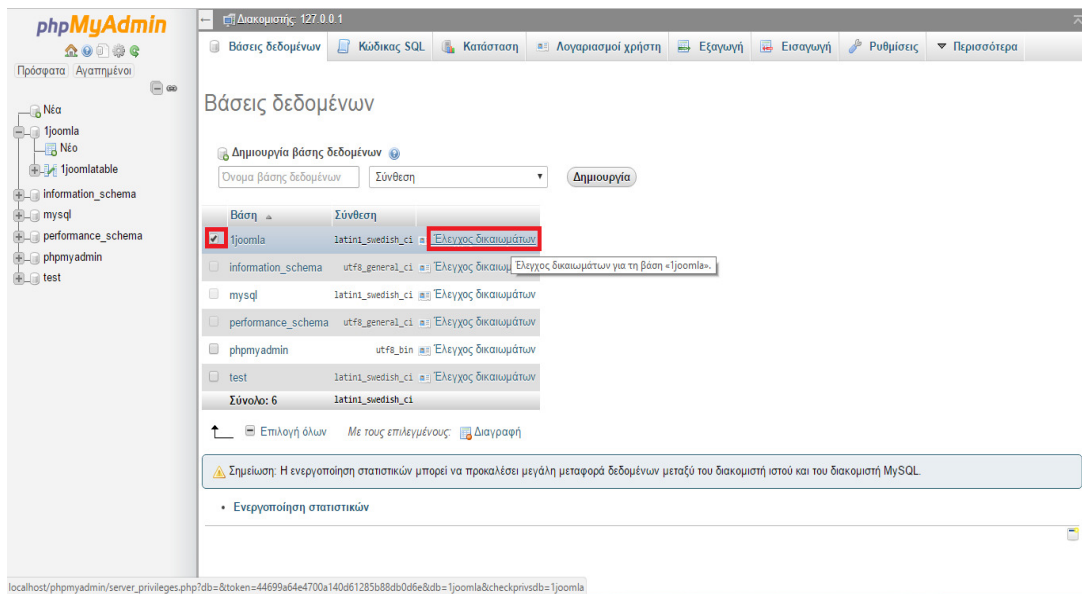 phpMyAdmin
Πρόσφατα Αγαπημένοι
Νέα
1joomla
Νέο
1joomlatable
information_schema
mysql
performance_schema
phpmyadmin
test
Διακομιστής: 127.0.0.1
Βάσεις δεδομένων Κώδικας SQL Κατάσταση Λογαριασμοί χρήστη Εξαγωγή Εισαγωγή Ρυθμίσεις Περισσότερα
Βάσεις δεδομένων
Δημιουργία βάσης δεδομένων
Όνομα βάσης δεδομένων Σύνθεση Δημιουργία
Βάση Σύνθεση
1joomla latin1_swedish_ci Έλεγχος δικαιωμάτων
information_schema utf8_general_ci Έλεγχος
Έλεγχος δικαιωμάτων για τη βάση «1joomla».
mysql latin1_swedish_ci Έλεγχος δικαιωμάτων
performance_schema utf8_general_ci Έλεγχος δικαιωμάτων
phpmyadmin utf8_bin Έλεγχος δικαιωμάτων
test latin1_swedish_ci Έλεγχος δικαιωμάτων
Σύνολο: 6 latin1_swedish_ci
Επιλογή όλων Με τους επιλεγμένους: Διαγραφή
Σημείωση: Η ενεργοποίηση στατιστικών μπορεί να προκαλέσει μεγάλη μεταφορά δεδομένων μεταξύ του διακομιστή ιστού και του διακομιστή MySQL.
• Ενεργοποίηση στατιστικών
localhost/phpmyadmin/server_privileges.php?db=&token=44699a64e4700a140d61285b88db0d6e&db=1joomla&checkprivsdb=1joomla